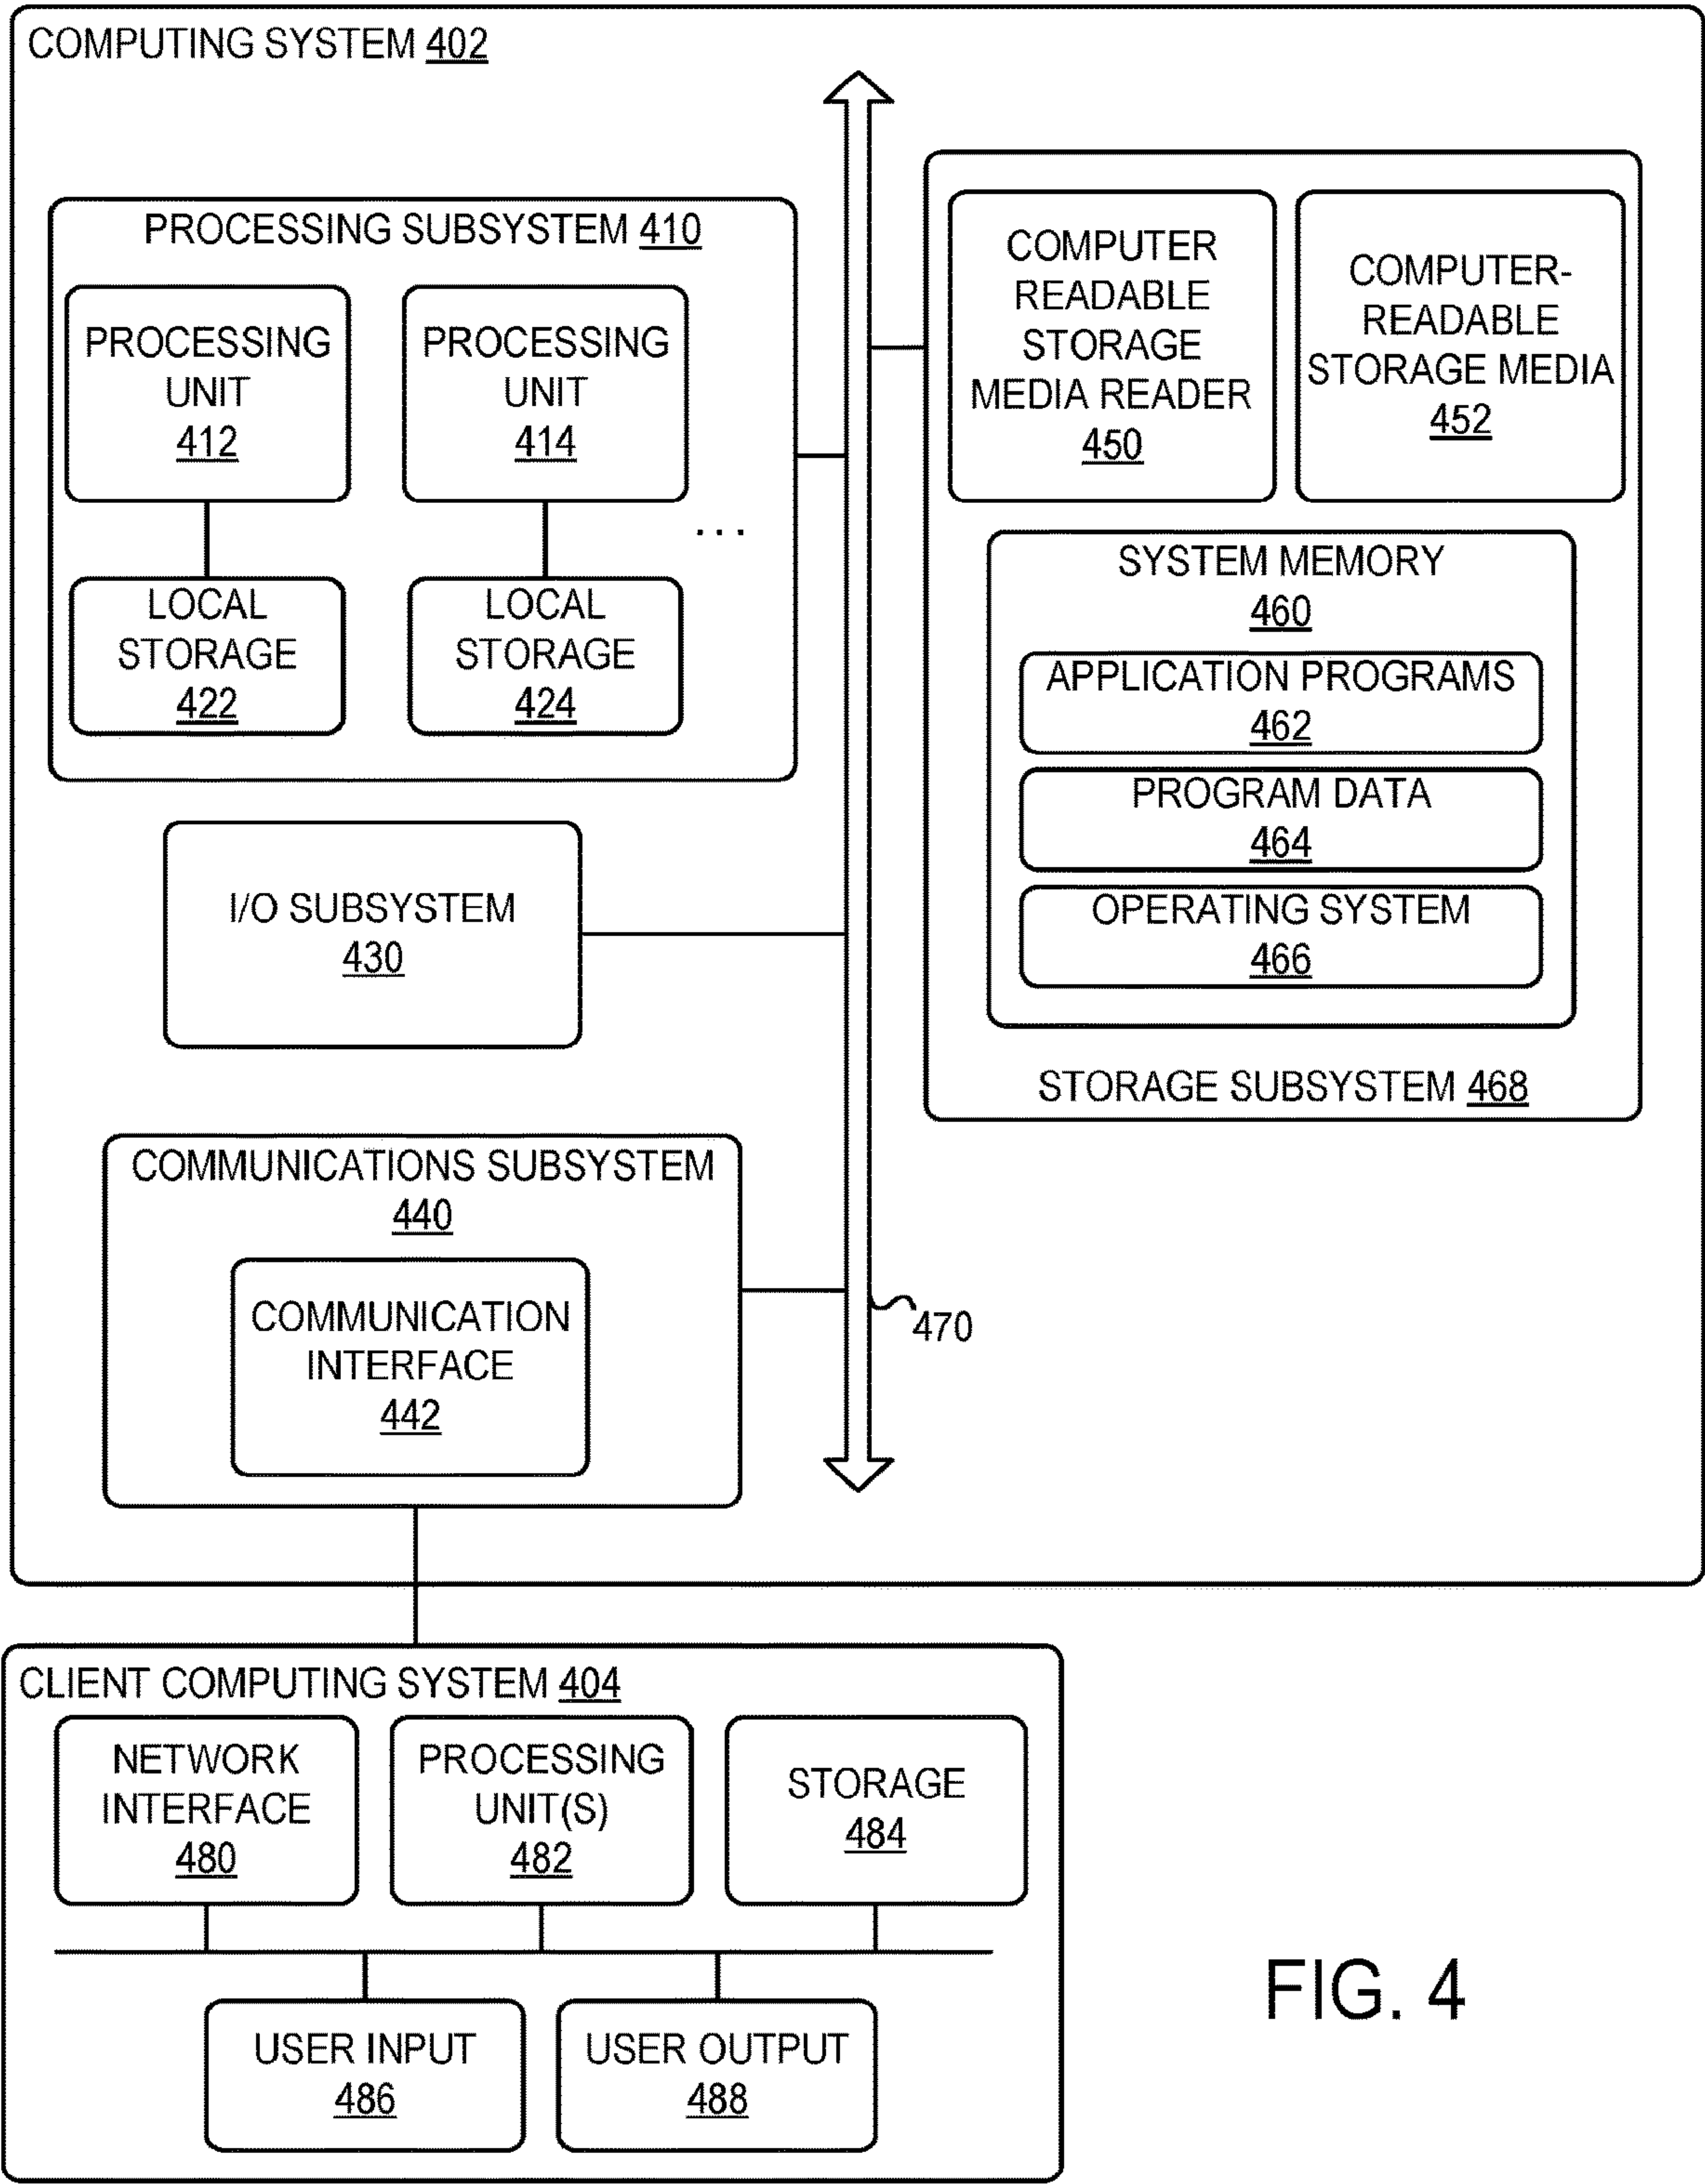 COMPUTING SYSTEM 402
PROCESSING SUBSYSTEM 410
PROCESSING
UNIT
412
PROCESSING
UNIT
414
LOCAL
STORAGE
422
LOCAL
STORAGE
424
...
COMPUTER
READABLE
STORAGE
MEDIA READER
450
COMPUTER-
READABLE
STORAGE MEDIA
452
SYSTEM MEMORY
460
APPLICATION PROGRAMS
462
PROGRAM DATA
464
OPERATING SYSTEM
466
STORAGE SUBSYSTEM 468
I/O SUBSYSTEM
430
COMMUNICATIONS SUBSYSTEM
440
COMMUNICATION
INTERFACE
442
470
CLIENT COMPUTING SYSTEM 404
NETWORK
INTERFACE
480
PROCESSING
UNIT(S)
482
STORAGE
484
USER INPUT
486
USER OUTPUT
488
FIG. 4